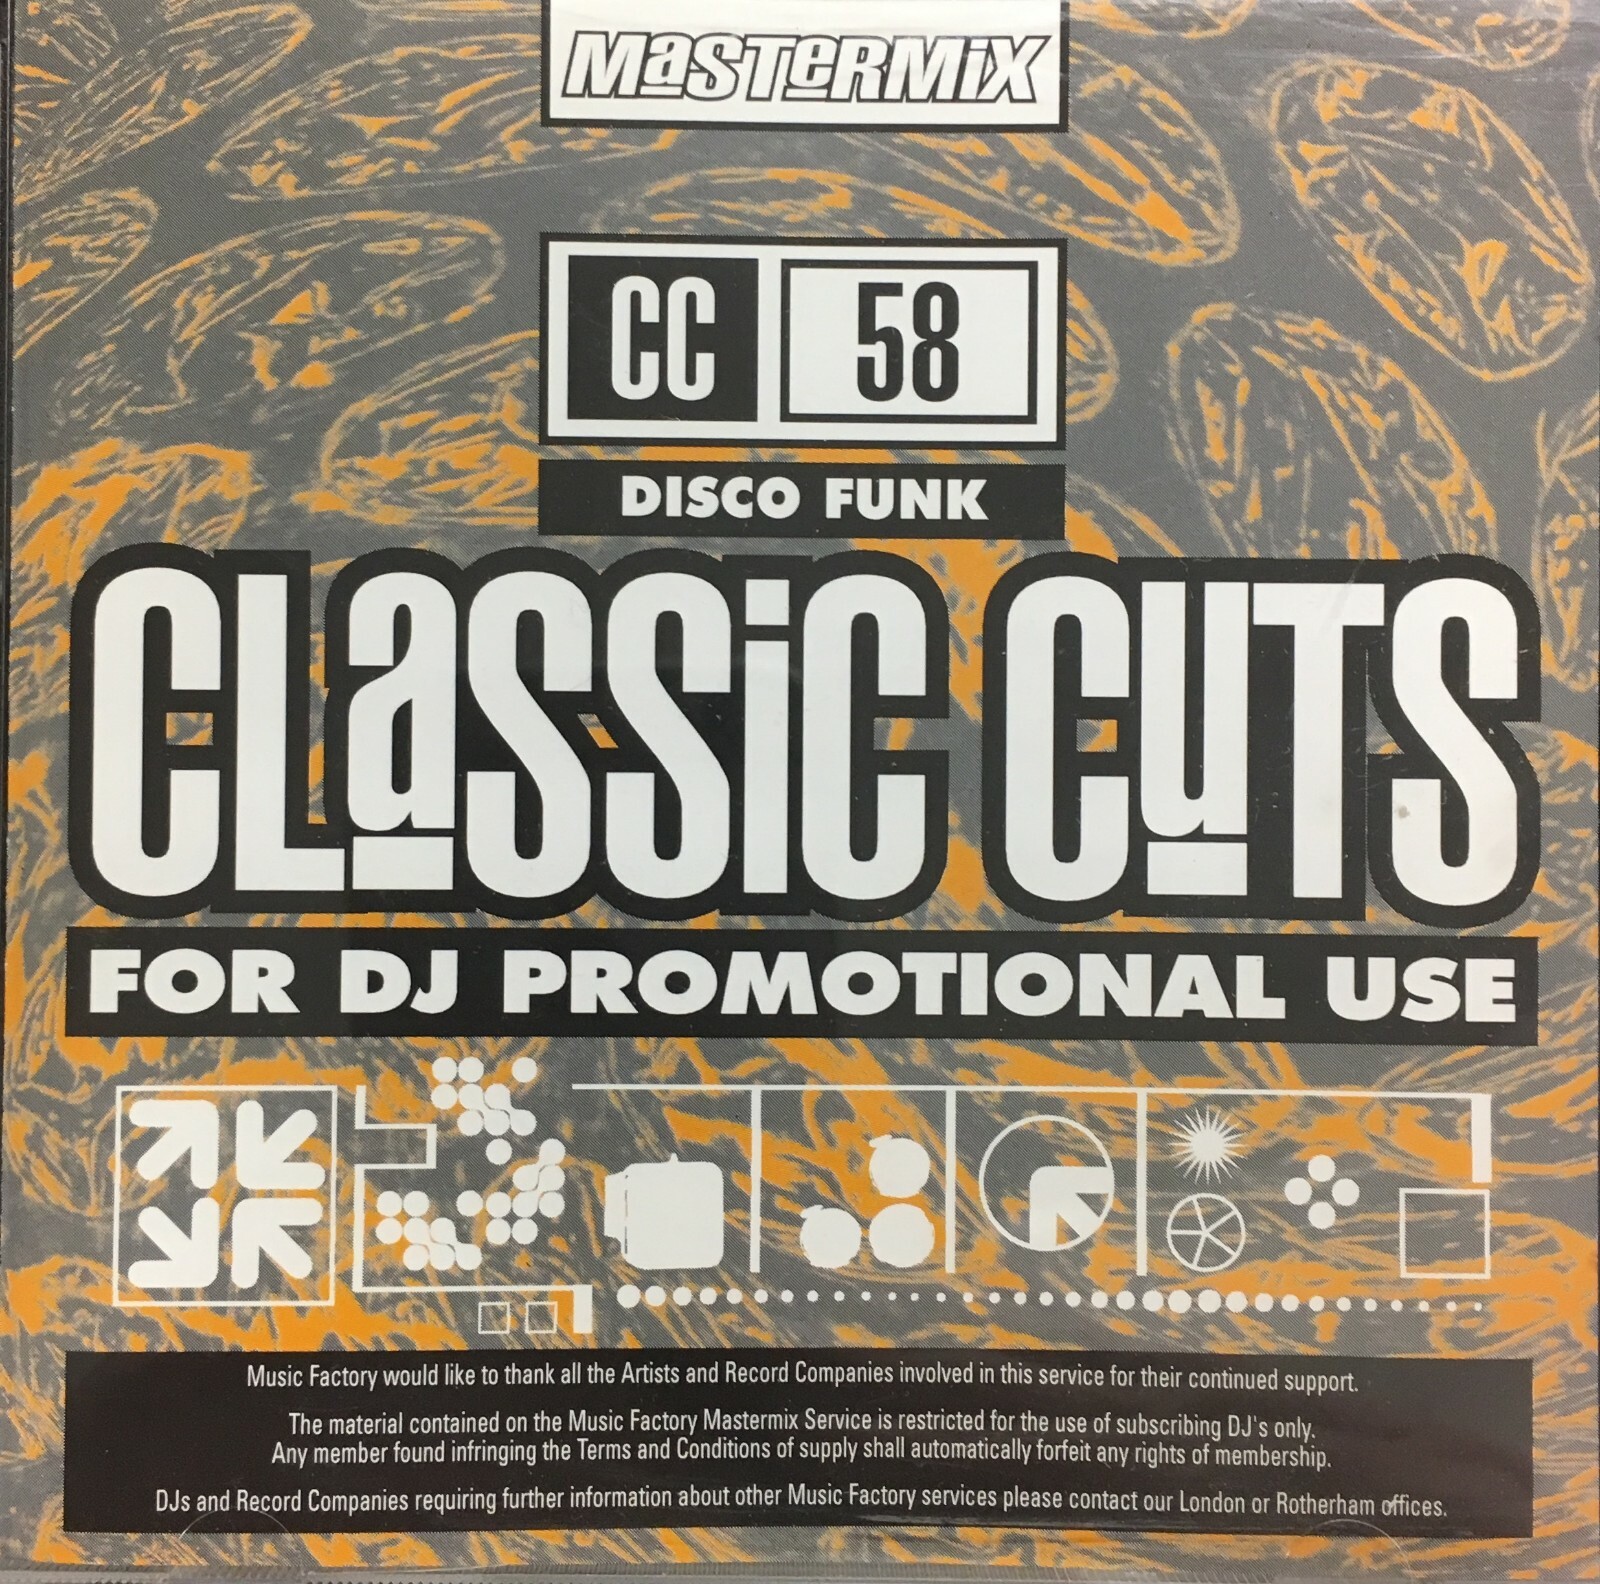 MaSTeRMiX
CC 58
DISCO FUNK
CLaSSiC CuTS
FOR DJ PROMOTIONAL USE
Music Factory would like to thank all the Artists and Record Companies involved in this service for their continued support.
The material contained on the Music Factory Mastermix Service is restricted for the use of subscribing DJ's only.
Any member found infringing the Terms and Conditions of supply shall automatically forfeit any rights of membership.
DJs and Record Companies requiring further information about other Music Factory services please contact our London or Rotherham offices.